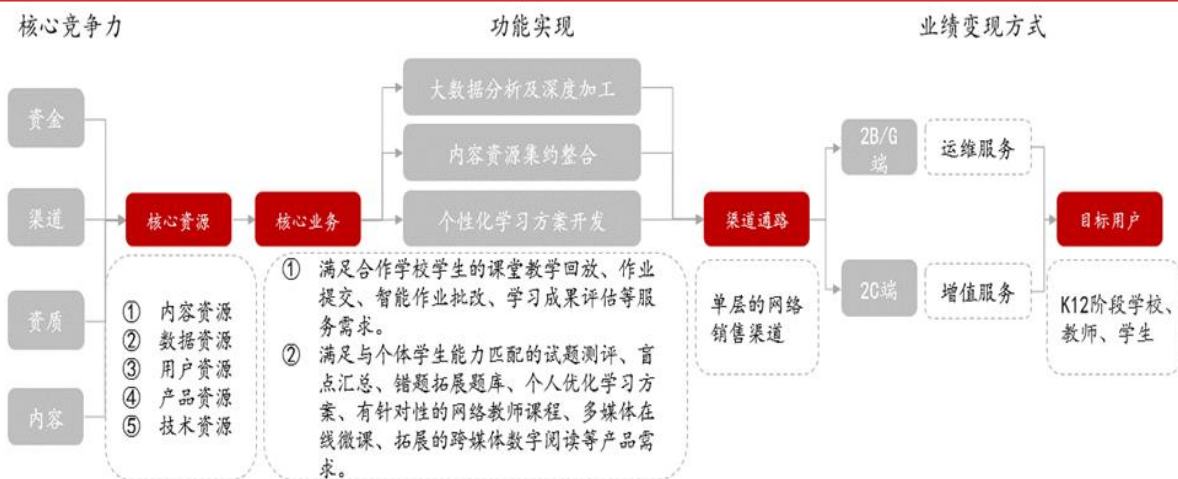 核心竞争力
功能实现
业绩变现方式
资金
渠道
资质
内容
核心资源
① 内容资源
② 数据资源
③ 用户资源
④ 产品资源
⑤ 技术资源
核心业务
大数据分析及深度加工
内容资源集约整合
个性化学习方案开发
① 满足合作学校学生的课堂教学回放、作业
提交、智能作业批改、学习成果评估等服
务需求。
② 满足与个体学生能力匹配的试题测评、盲
点汇总、错题拓展题库、个人优化学习方
案、有针对性的网络教师课程、多媒体在
线微课、拓展的跨媒体数字阅读等产品需
求。
渠道通路
单层的网络
销售渠道
2B/G
端
运维服务
2C端
增值服务
目标用户
K12阶段学校、
教师、学生